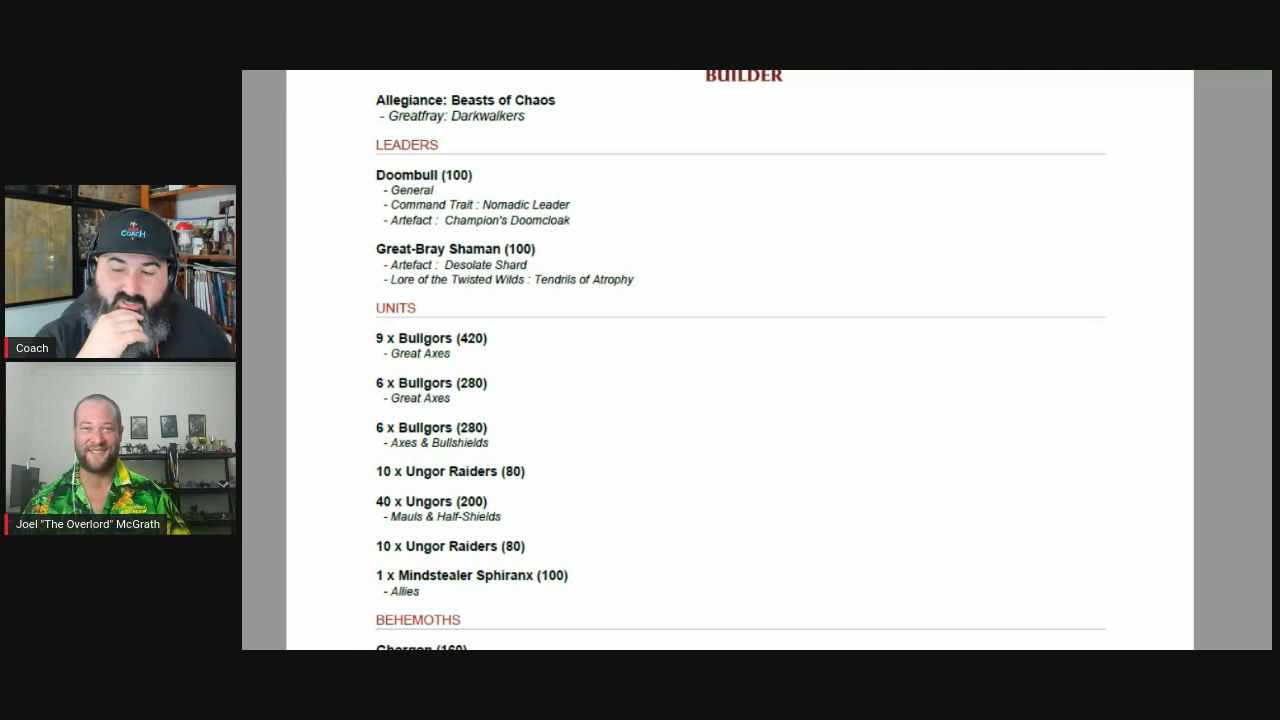 BUILDER
Allegiance: Beasts of Chaos
- Greatfray: Darkwalkers
LEADERS
Doombull (100)
- General
- Command Trait : Nomadic Leader
- Artefact : Champion's Doomcloak
Great-Bray Shaman (100)
- Artefact : Desolate Shard
- Lore of the Twisted Wilds : Tendrils of Atrophy
UNITS
9 x Bullgors (420)
- Great Axes
6 x Bullgors (280)
- Great Axes
6 x Bullgors (280)
- Axes & Bullshields
10 x Ungor Raiders (80)
40 x Ungors (200)
- Mauls & Half-Shields
10 x Ungor Raiders (80)
1 x Mindstealer Sphiranx (100)
- Allies
BEHEMOTHS
Ghorgon (160)
COACH
Coach
Joel "The Overlord" McGrath